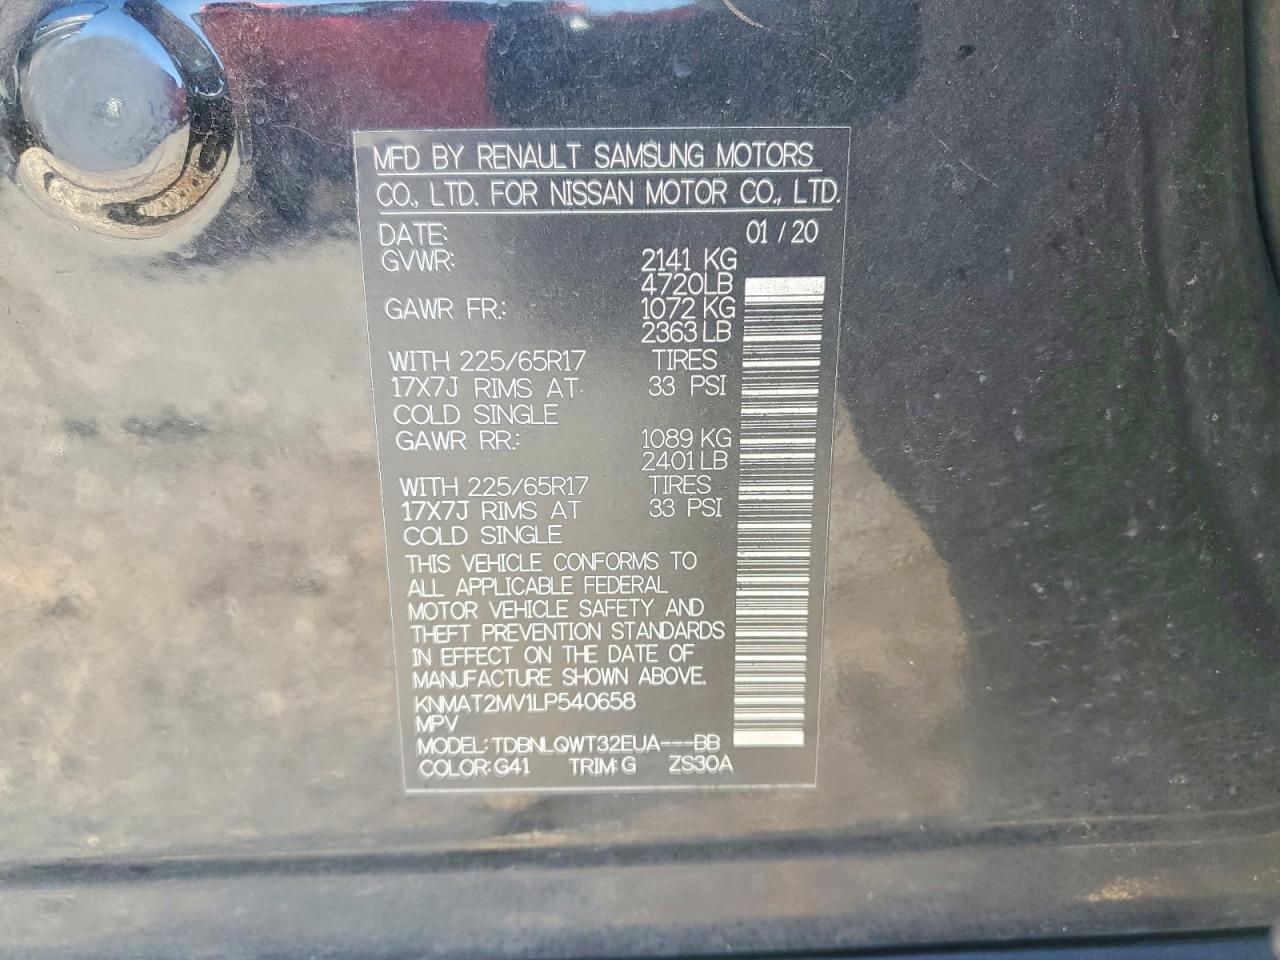 MFD BY RENAULT SAMSUNG MOTORS
CO., LTD. FOR NISSAN MOTOR CO., LTD.
DATE: 01 / 20
GVWR: 2141 KG
4720LB
GAWR FR.: 1072 KG
2363 LB
WITH 225/65R17 TIRES
17X7J RIMS AT 33 PSI
COLD SINGLE
GAWR RR.: 1089 KG
2401 LB
WITH 225/65R17 TIRES
17X7J RIMS AT 33 PSI
COLD SINGLE
THIS VEHICLE CONFORMS TO
ALL APPLICABLE FEDERAL
MOTOR VEHICLE SAFETY AND
THEFT PREVENTION STANDARDS
IN EFFECT ON THE DATE OF
MANUFACTURE SHOWN ABOVE.
KNMAT2MV1LP540658
MPV
MODEL: TDBNLQWT32EUA---BB
COLOR: G41 TRIM: G ZS30A